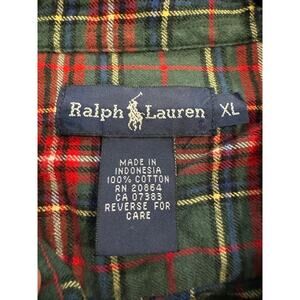 Ralph Lauren
XL
MADE IN
INDONESIA
100% COTTON
RN 20864
CA 07383
REVERSE FOR
CARE